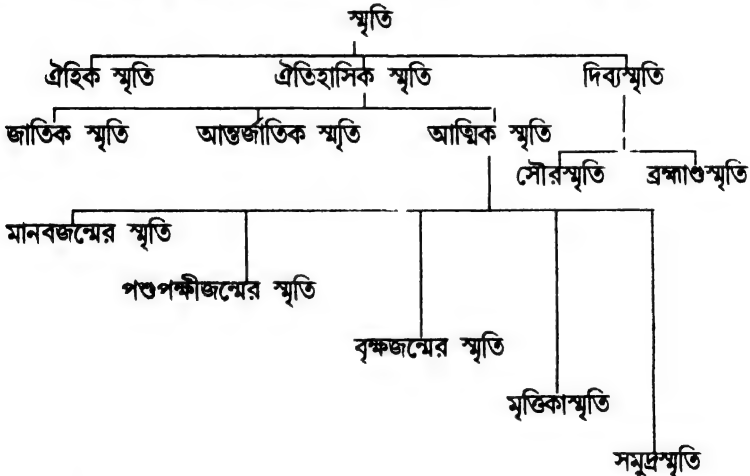 স্মৃতি
ঐহিক স্মৃতি ঐতিহাসিক স্মৃতি দিব্যস্মৃতি
জাতিক স্মৃতি আন্তর্জাতিক স্মৃতি আত্মিক স্মৃতি
সৌরস্মৃতি ব্রহ্মাণ্ডস্মৃতি
মানবজন্মের স্মৃতি
পশুপক্ষীজন্মের স্মৃতি
বৃক্ষজন্মের স্মৃতি
মৃত্তিকাস্মৃতি
সমুদ্রস্মৃতি